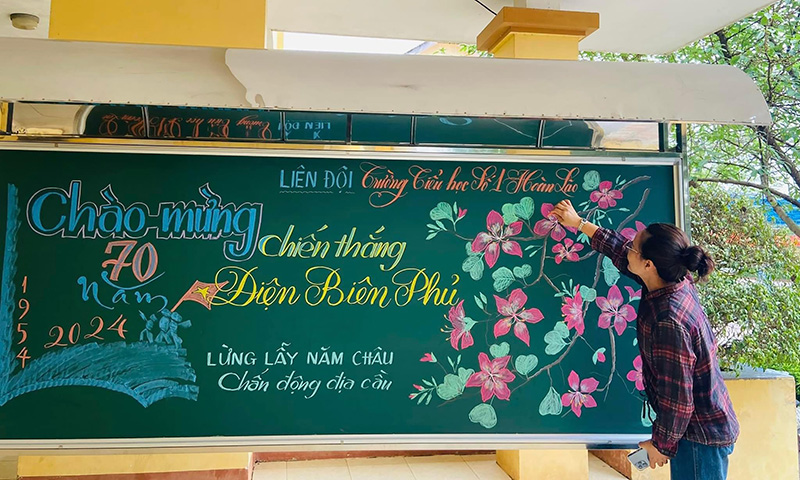 LIÊN ĐỘI Trường Tiểu học Số 1 Hoàn Lão
Chào mừng
70
năm
chiến thắng
Điện Biên Phủ
1954
2024
LỪNG LẪY NĂM CHÂU
Chấn động địa cầu